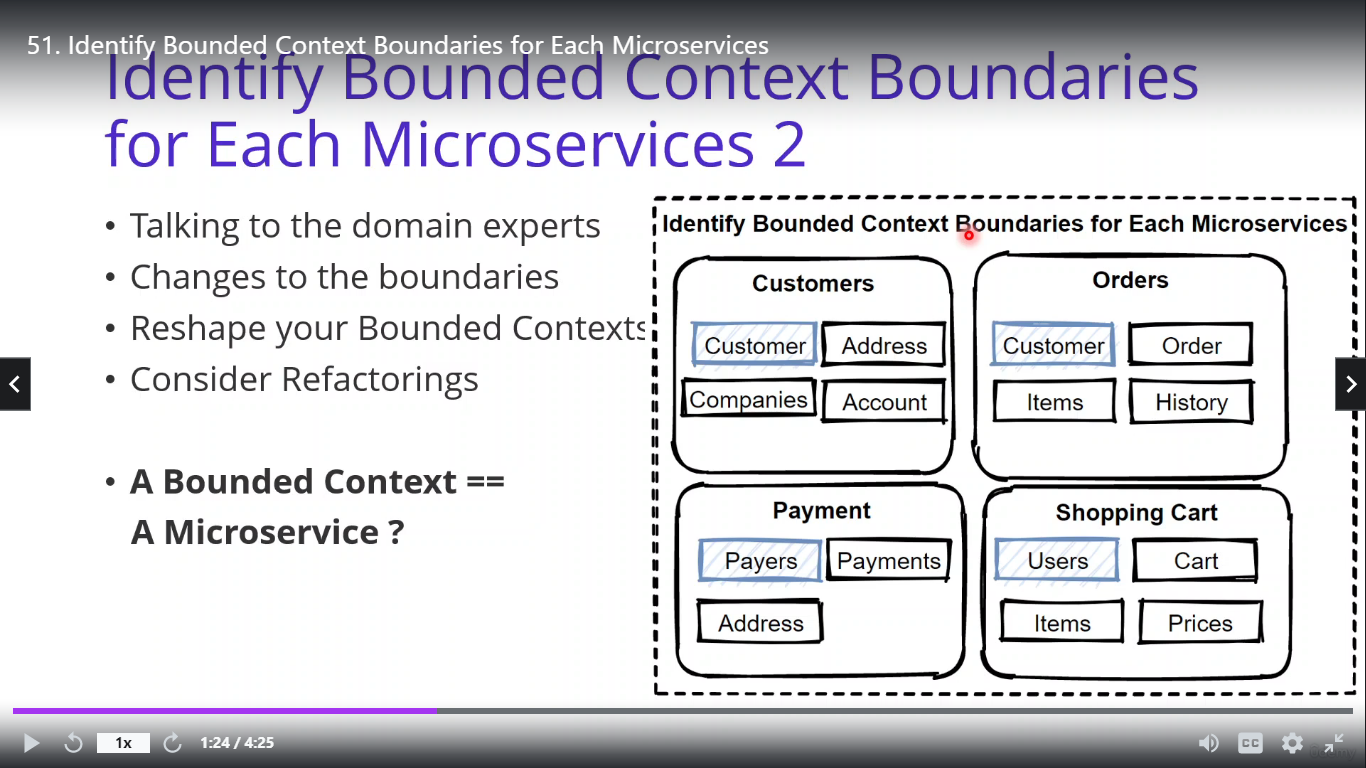 51. Identify Bounded Context Boundaries for Each Microservices
Identify Bounded Context Boundaries
for Each Microservices 2
• Talking to the domain experts
• Changes to the boundaries
• Reshape your Bounded Contexts
• Consider Refactorings
• A Bounded Context ==
A Microservice ?
Identify Bounded Context Boundaries for Each Microservices
Customers
Customer
Address
Companies
Account
Orders
Customer
Order
Items
History
Payment
Payers
Payments
Address
Shopping Cart
Users
Cart
Items
Prices
1x
1:24 / 4:25
CC